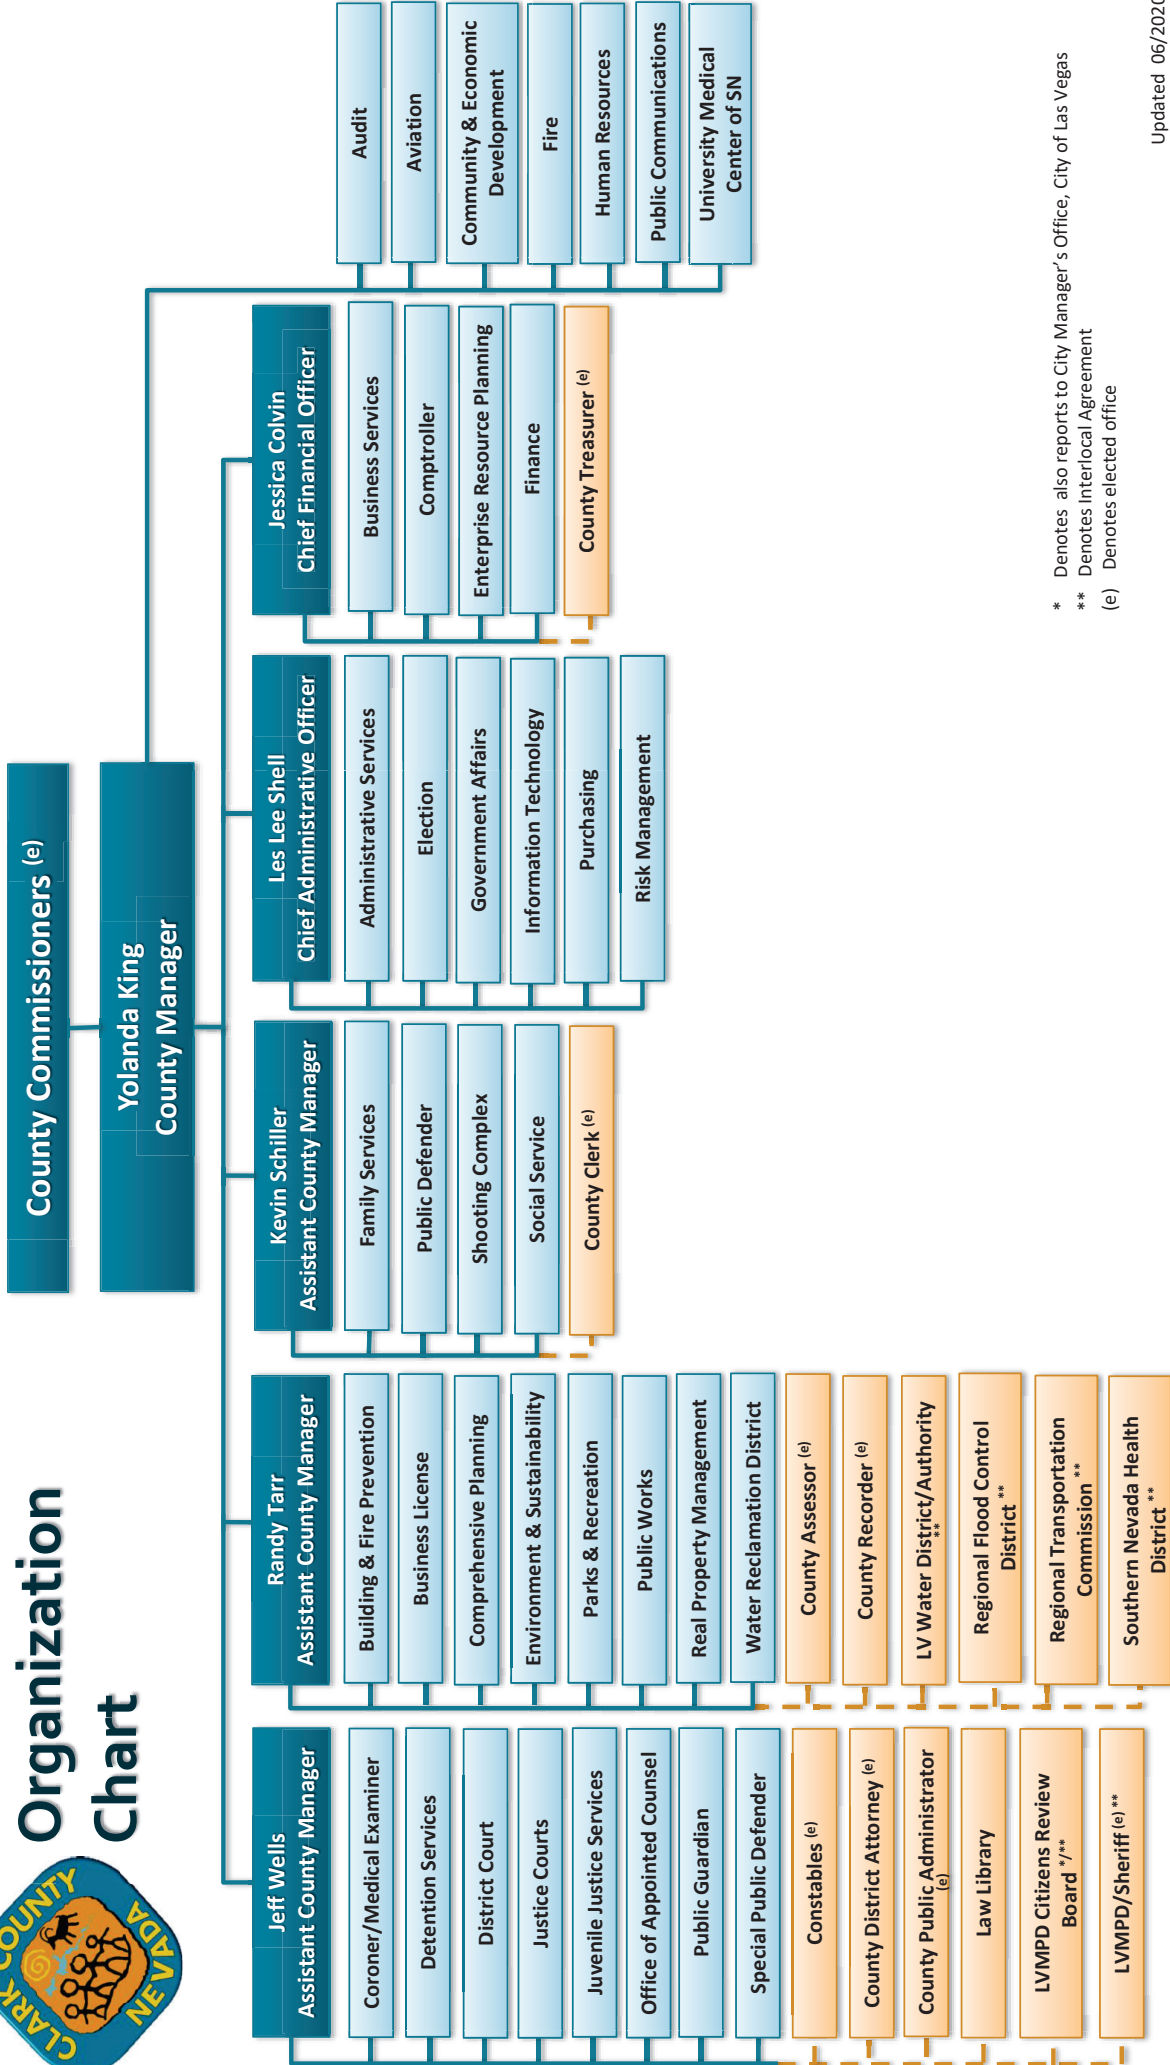 CLARK COUNTY
NEVADA
Organization
Chart
County Commissioners (e)
Yolanda King
County Manager
Jeff Wells
Assistant County Manager
Coroner/Medical Examiner
Detention Services
District Court
Justice Courts
Juvenile Justice Services
Office of Appointed Counsel
Public Guardian
Special Public Defender
Constables (e)
County District Attorney (e)
County Public Administrator
(e)
Law Library
LVMPD Citizens Review
Board */**
LVMPD/Sheriff (e) **
Randy Tarr
Assistant County Manager
Building & Fire Prevention
Business License
Comprehensive Planning
Environment & Sustainability
Parks & Recreation
Public Works
Real Property Management
Water Reclamation District
County Assessor (e)
County Recorder (e)
LV Water District/Authority
**
Regional Flood Control
District **
Regional Transportation
Commission **
Southern Nevada Health
District **
Kevin Schiller
Assistant County Manager
Family Services
Public Defender
Shooting Complex
Social Service
County Clerk (e)
Les Lee Shell
Chief Administrative Officer
Administrative Services
Election
Government Affairs
Information Technology
Purchasing
Risk Management
Jessica Colvin
Chief Financial Officer
Business Services
Comptroller
Enterprise Resource Planning
Finance
County Treasurer (e)
Audit
Aviation
Community & Economic
Development
Fire
Human Resources
Public Communications
University Medical
Center of SN
* Denotes also reports to City Manager's Office, City of Las Vegas
** Denotes Interlocal Agreement
(e) Denotes elected office
Updated 06/2020